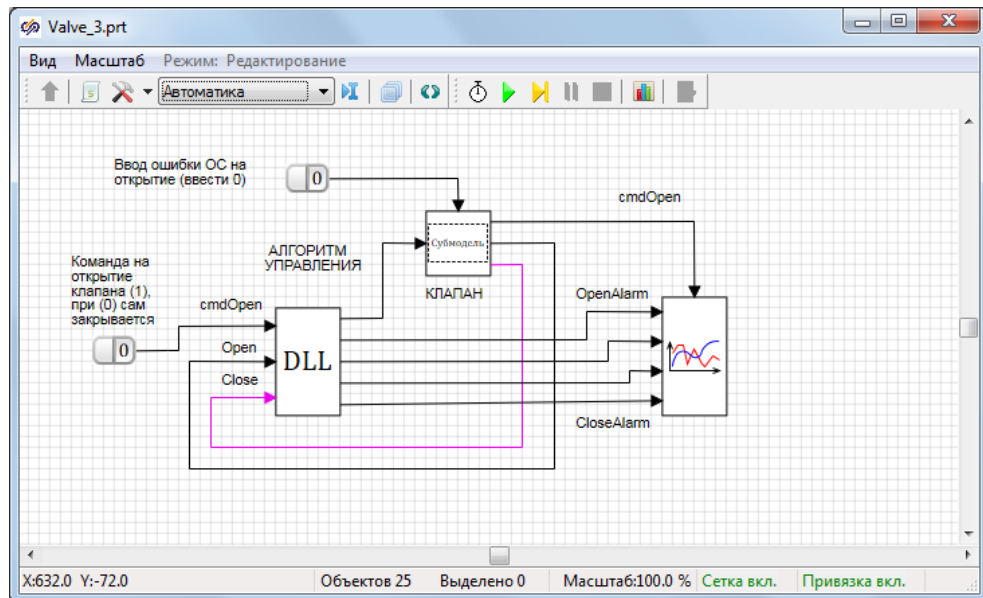 Valve_3.prt
Вид Масштаб Режим: Редактирование
Автоматика
Ввод ошибки ОС на
открытие (ввести 0)
0
cmdOpen
Субмодель
АЛГОРИТМ
УПРАВЛЕНИЯ
Команда на
открытие
клапана (1),
при (0) сам
закрывается
КЛАПАН
OpenAlarm
cmdOpen
0
Open
DLL
Close
CloseAlarm
X:632.0 Y:-72.0 Объектов 25 Выделено 0 Масштаб:100.0 % Сетка вкл. Привязка вкл.